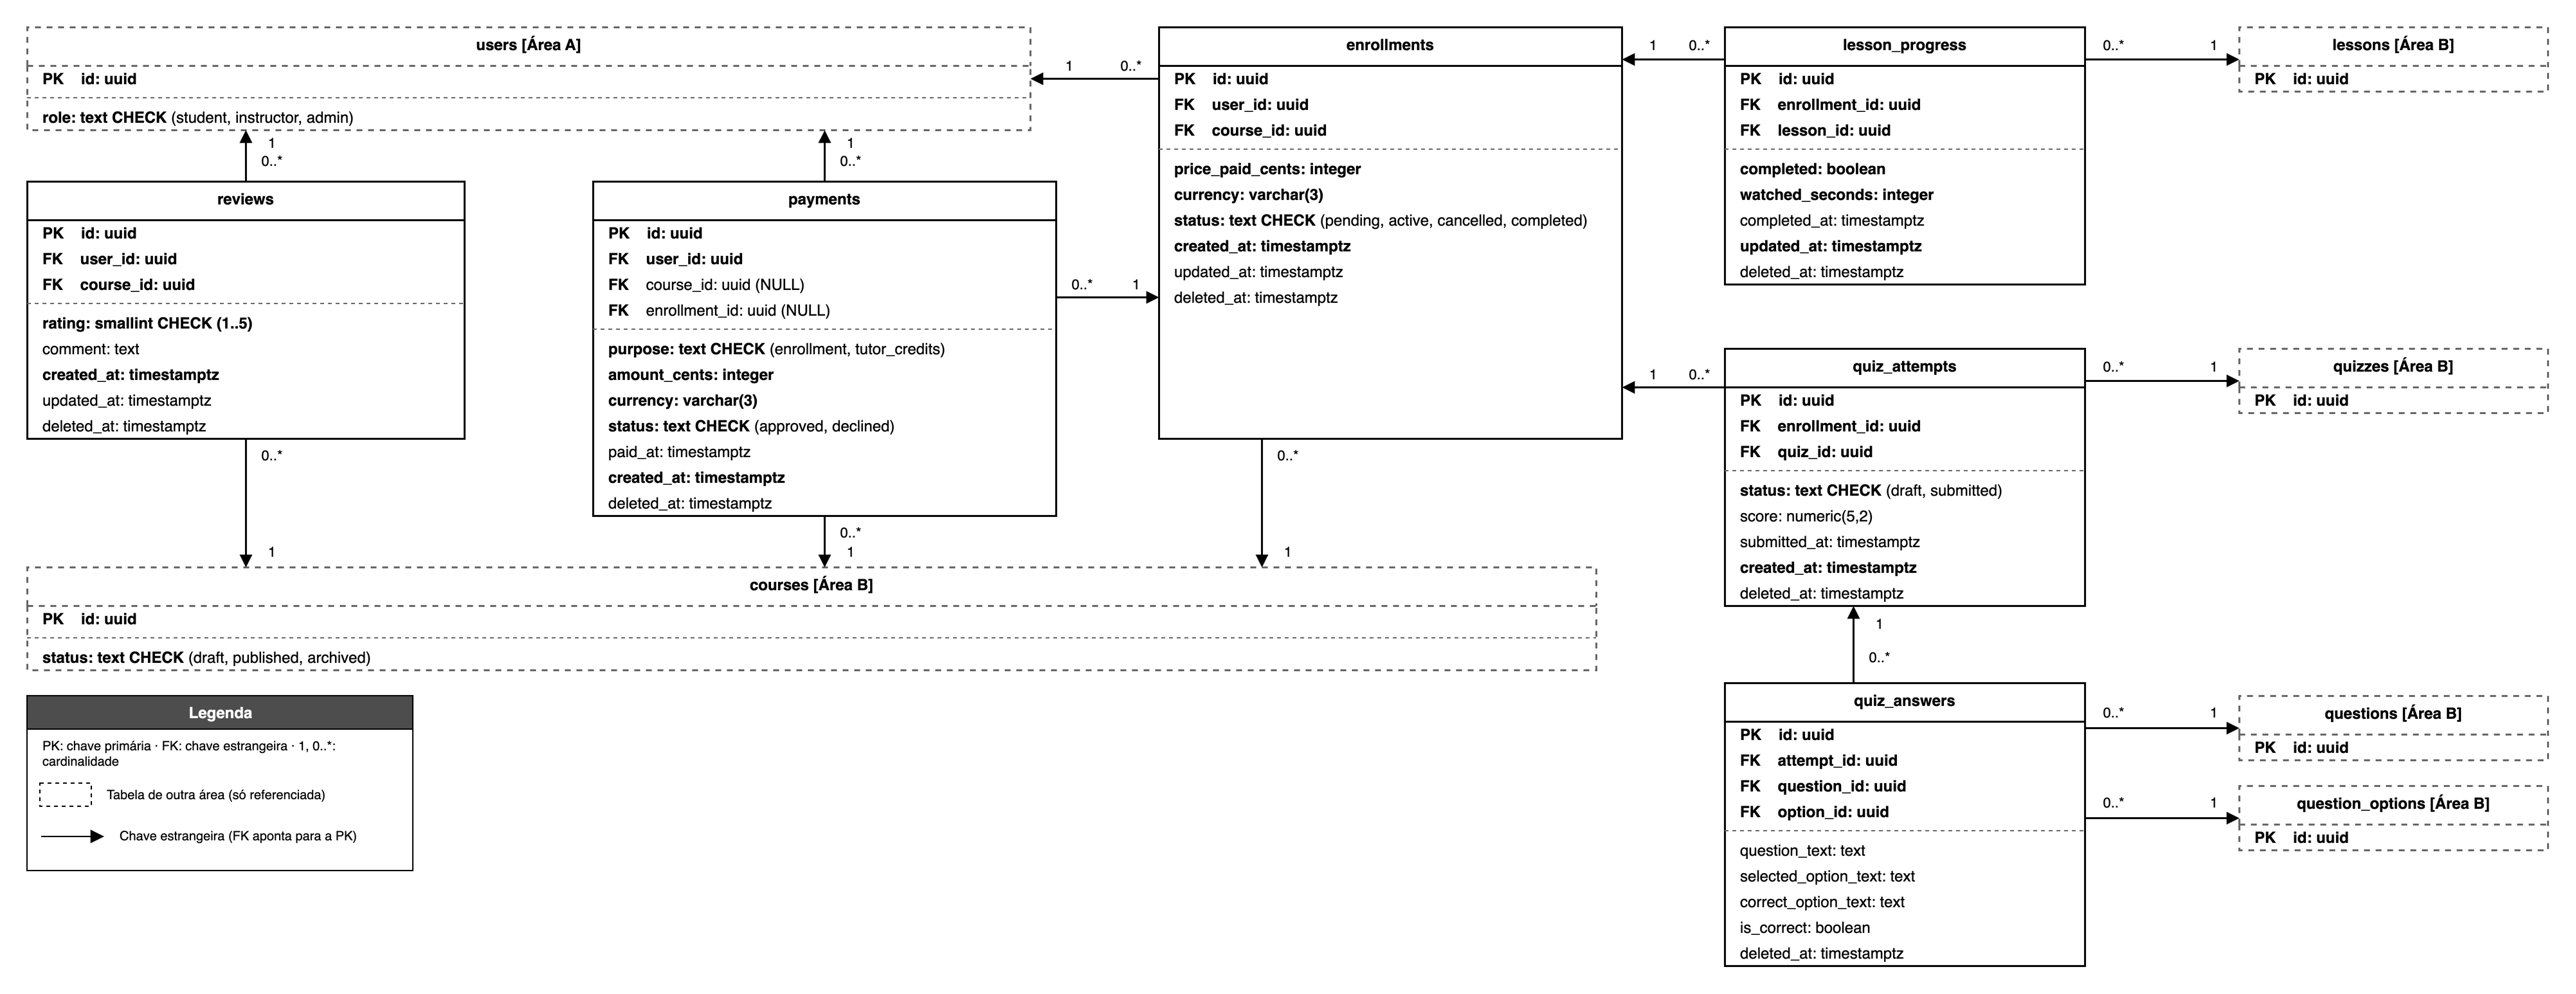 users [Área A]
PK id: uuid
role: text CHECK (student, instructor, admin)
1
0..*
1
0..*
1
0..*
reviews
PK id: uuid
FK user_id: uuid
FK course_id: uuid
rating: smallint CHECK (1..5)
comment: text
created_at: timestamptz
updated_at: timestamptz
deleted_at: timestamptz
0..*
1
payments
PK id: uuid
FK user_id: uuid
FK course_id: uuid (NULL)
FK enrollment_id: uuid (NULL)
purpose: text CHECK (enrollment, tutor_credits)
amount_cents: integer
currency: varchar(3)
status: text CHECK (approved, declined)
paid_at: timestamptz
created_at: timestamptz
deleted_at: timestamptz
0..*
1
0..* 1
enrollments
PK id: uuid
FK user_id: uuid
FK course_id: uuid
price_paid_cents: integer
currency: varchar(3)
status: text CHECK (pending, active, cancelled, completed)
created_at: timestamptz
updated_at: timestamptz
deleted_at: timestamptz
0..*
1
courses [Área B]
PK id: uuid
status: text CHECK (draft, published, archived)
1 0..*
lesson_progress
PK id: uuid
FK enrollment_id: uuid
FK lesson_id: uuid
completed: boolean
watched_seconds: integer
completed_at: timestamptz
updated_at: timestamptz
deleted_at: timestamptz
0..* 1
lessons [Área B]
PK id: uuid
1 0..*
quiz_attempts
PK id: uuid
FK enrollment_id: uuid
FK quiz_id: uuid
status: text CHECK (draft, submitted)
score: numeric(5,2)
submitted_at: timestamptz
created_at: timestamptz
deleted_at: timestamptz
0..* 1
quizzes [Área B]
PK id: uuid
1
0..*
quiz_answers
PK id: uuid
FK attempt_id: uuid
FK question_id: uuid
FK option_id: uuid
question_text: text
selected_option_text: text
correct_option_text: text
is_correct: boolean
deleted_at: timestamptz
0..* 1
questions [Área B]
PK id: uuid
0..* 1
question_options [Área B]
PK id: uuid
Legenda
PK: chave primária · FK: chave estrangeira · 1, 0..*:
cardinalidade
Tabela de outra área (só referenciada)
Chave estrangeira (FK aponta para a PK)